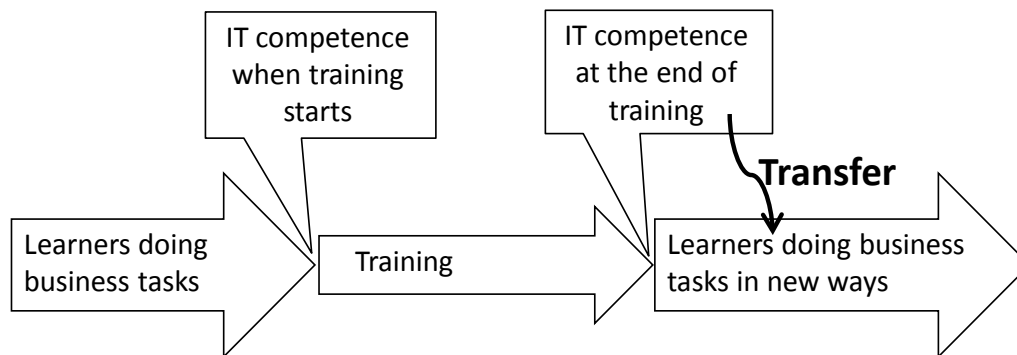 IT competence
when training
starts
IT competence
at the end of
training
Transfer
Learners doing
business tasks
Training
Learners doing business
tasks in new ways